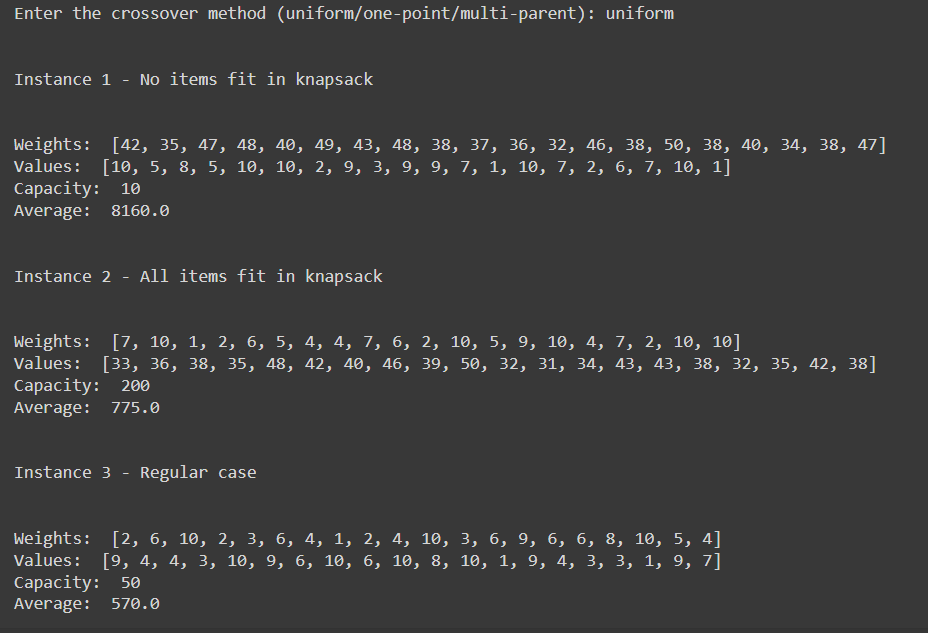 Enter the crossover method (uniform/one-point/multi-parent): uniform
Instance 1 - No items fit in knapsack
Weights:  [42, 35, 47, 48, 40, 49, 43, 48, 38, 37, 36, 32, 46, 38, 50, 38, 40, 34, 38, 47]
Values:  [10, 5, 8, 5, 10, 10, 2, 9, 3, 9, 9, 7, 1, 10, 7, 2, 6, 7, 10, 1]
Capacity:  10
Average:  8160.0
Instance 2 - All items fit in knapsack
Weights:  [7, 10, 1, 2, 6, 5, 4, 4, 7, 6, 2, 10, 5, 9, 10, 4, 7, 2, 10, 10]
Values:  [33, 36, 38, 35, 48, 42, 40, 46, 39, 50, 32, 31, 34, 43, 43, 38, 32, 35, 42, 38]
Capacity:  200
Average:  775.0
Instance 3 - Regular case
Weights:  [2, 6, 10, 2, 3, 6, 4, 1, 2, 4, 10, 3, 6, 9, 6, 6, 8, 10, 5, 4]
Values:  [9, 4, 4, 3, 10, 9, 6, 10, 6, 10, 8, 10, 1, 9, 4, 3, 3, 1, 9, 7]
Capacity:  50
Average:  570.0